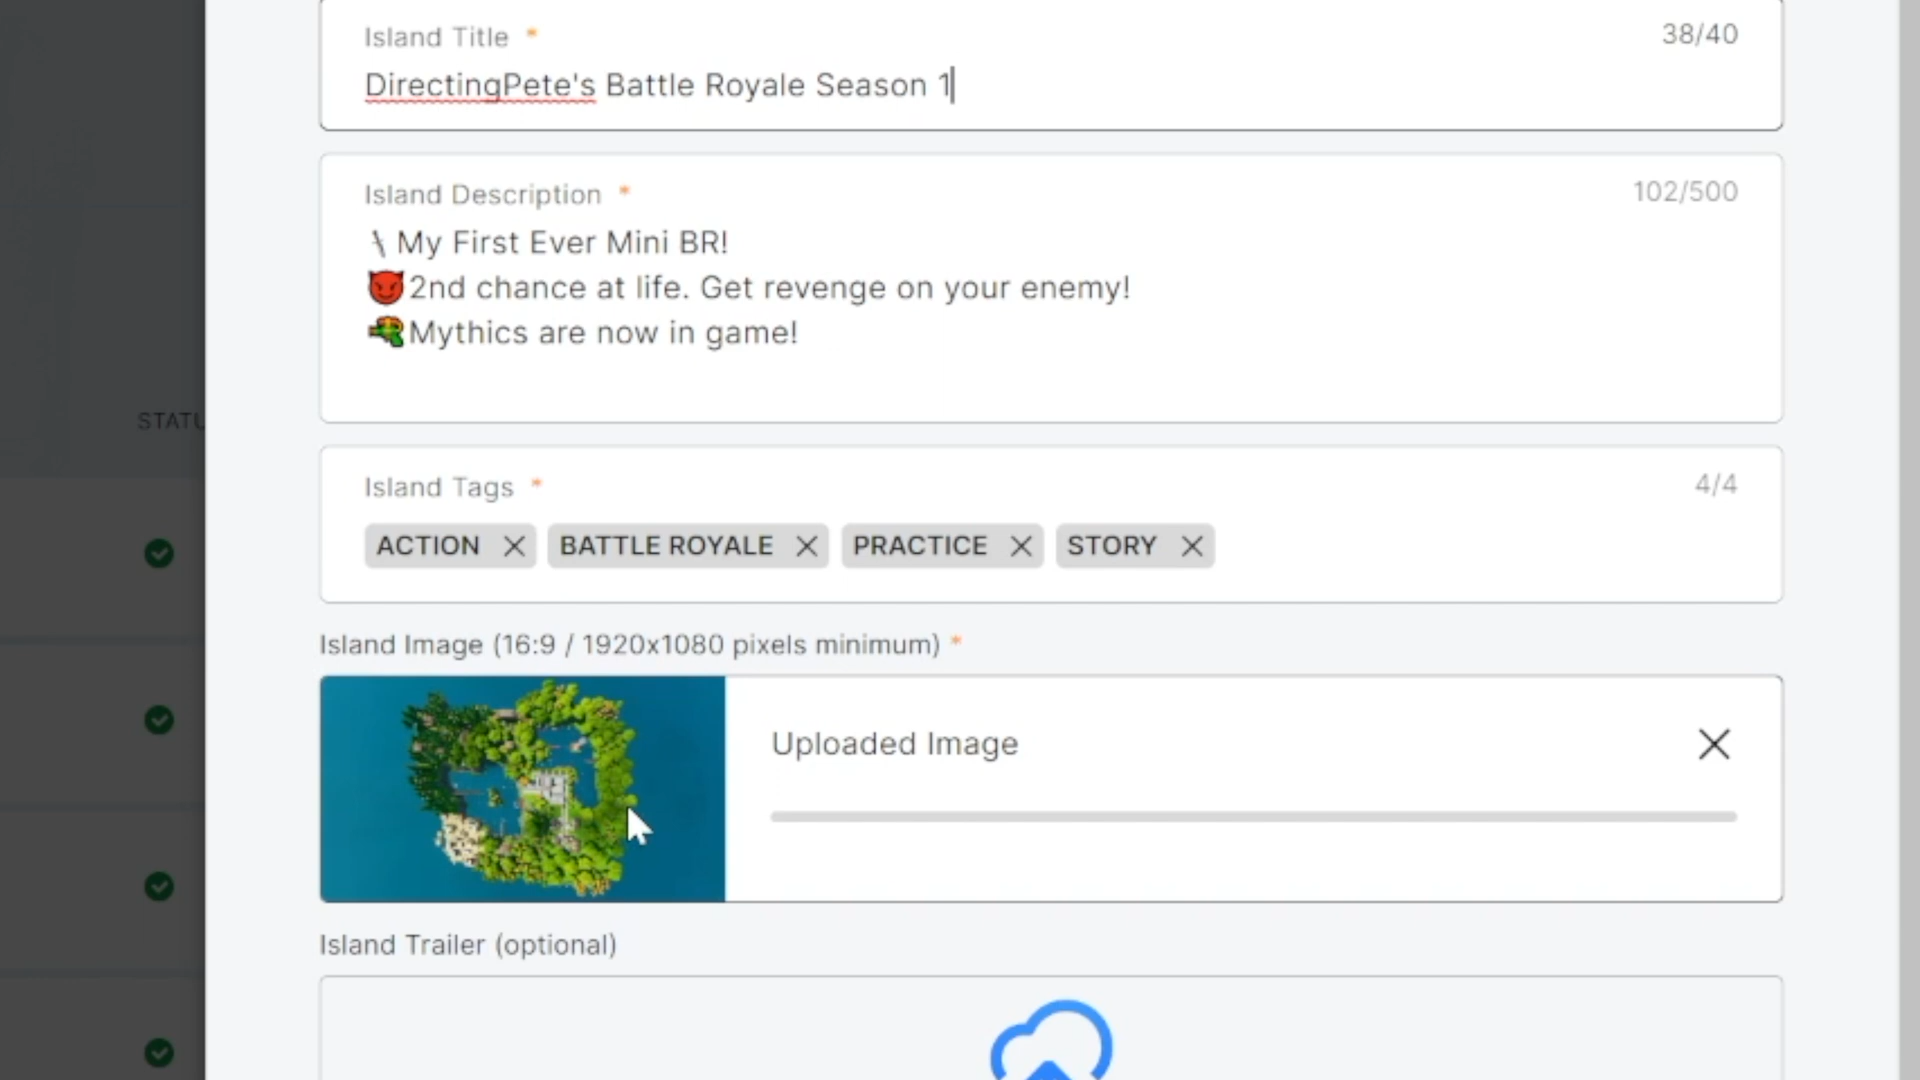 Island Title *
38/40
DirectingPete's Battle Royale Season 1
Island Description *
102/500
\ My First Ever Mini BR!
😈2nd chance at life. Get revenge on your enemy!
🔫Mythics are now in game!
STATU
Island Tags *
4/4
ACTION X BATTLE ROYALE X PRACTICE X STORY X
Island Image (16:9 / 1920x1080 pixels minimum) *
Uploaded Image
Island Trailer (optional)